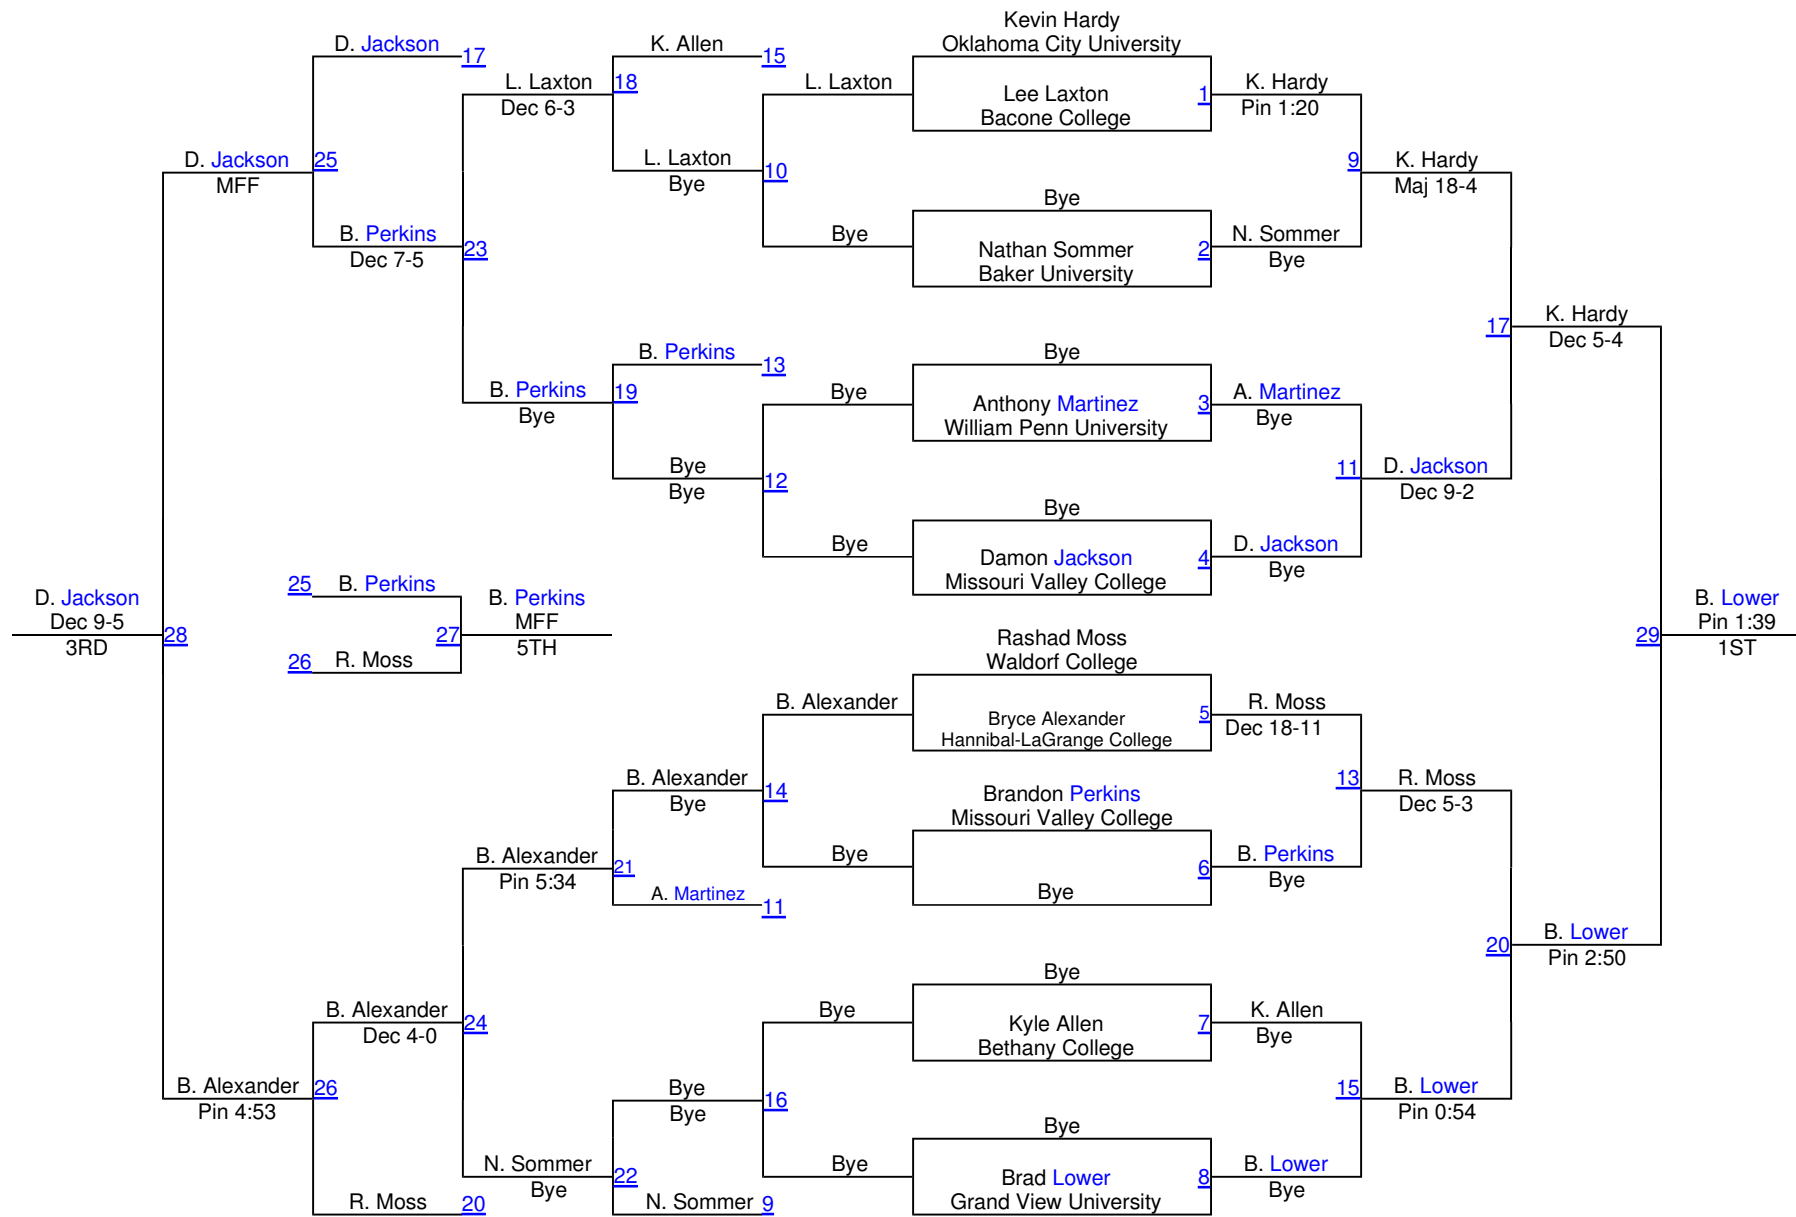 Kevin Hardy
Oklahoma City University
D. Jackson
17
K. Allen
15
L. Laxton
Dec 6-3
18
L. Laxton
Lee Laxton
Bacone College
1
K. Hardy
Pin 1:20
D. Jackson
MFF
25
L. Laxton
Bye
10
9
K. Hardy
Maj 18-4
Bye
B. Perkins
Dec 7-5
23
Bye
Nathan Sommer
Baker University
2
N. Sommer
Bye
17
K. Hardy
Dec 5-4
B. Perkins
13
Bye
B. Perkins
Bye
19
Bye
Anthony Martinez
William Penn University
3
A. Martinez
Bye
Bye
Bye
12
11
D. Jackson
Dec 9-2
Bye
Bye
Damon Jackson
Missouri Valley College
4
D. Jackson
Bye
25
B. Perkins
D. Jackson
Dec 9-5
3RD
28
27
B. Perkins
MFF
5TH
26
R. Moss
B. Lower
Pin 1:39
1ST
29
Rashad Moss
Waldorf College
B. Alexander
Bryce Alexander
Hannibal-LaGrange College
5
R. Moss
Dec 18-11
B. Alexander
Bye
14
Brandon Perkins
Missouri Valley College
13
R. Moss
Dec 5-3
B. Alexander
Pin 5:34
21
Bye
6
B. Perkins
Bye
A. Martinez
11
Bye
20
B. Lower
Pin 2:50
Bye
B. Alexander
Dec 4-0
24
Bye
Kyle Allen
Bethany College
7
K. Allen
Bye
B. Alexander
Pin 4:53
26
Bye
Bye
16
15
B. Lower
Pin 0:54
Bye
N. Sommer
Bye
22
Bye
Brad Lower
Grand View University
8
B. Lower
Bye
R. Moss
20
N. Sommer
9